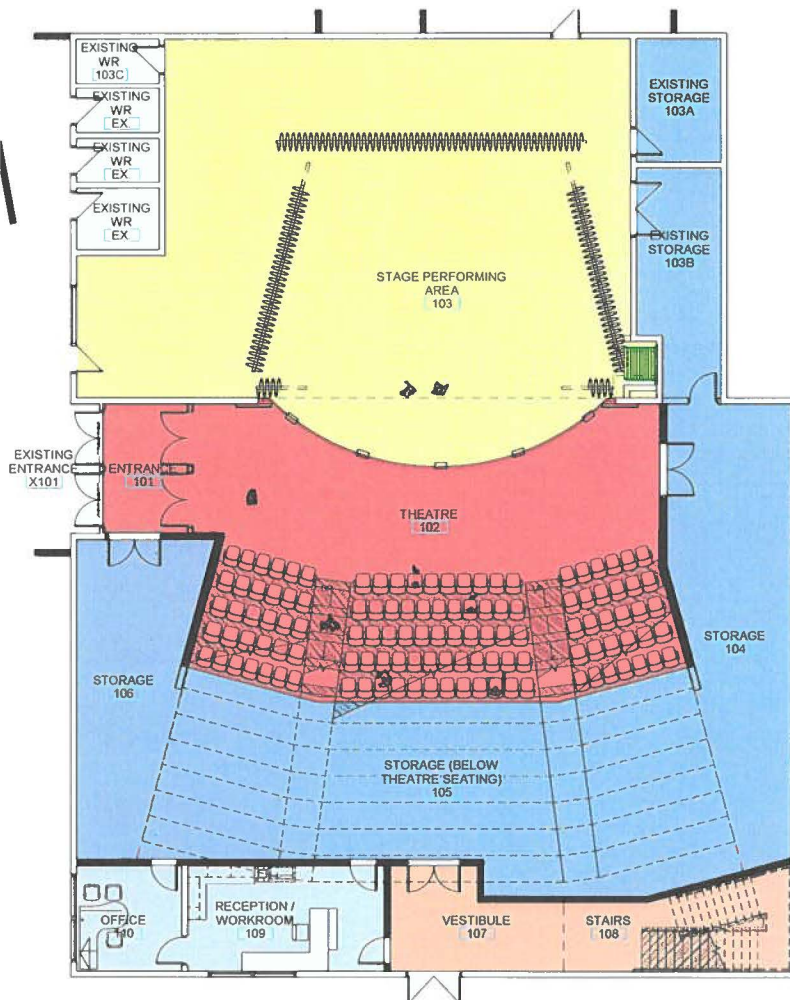 EXISTING
WR
103C
EXISTING
WR
EX
EXISTING
WR
EX
EXISTING
WR
EX
EXISTING
STORAGE
103A
EXISTING
STORAGE
103B
STAGE PERFORMING
AREA
103
EXISTING
ENTRANCE
X101
ENTRANCE
101
THEATRE
102
STORAGE
104
STORAGE
106
STORAGE (BELOW
THEATRE SEATING)
105
OFFICE
110
RECEPTION /
WORKROOM
109
VESTIBULE
107
STAIRS
108